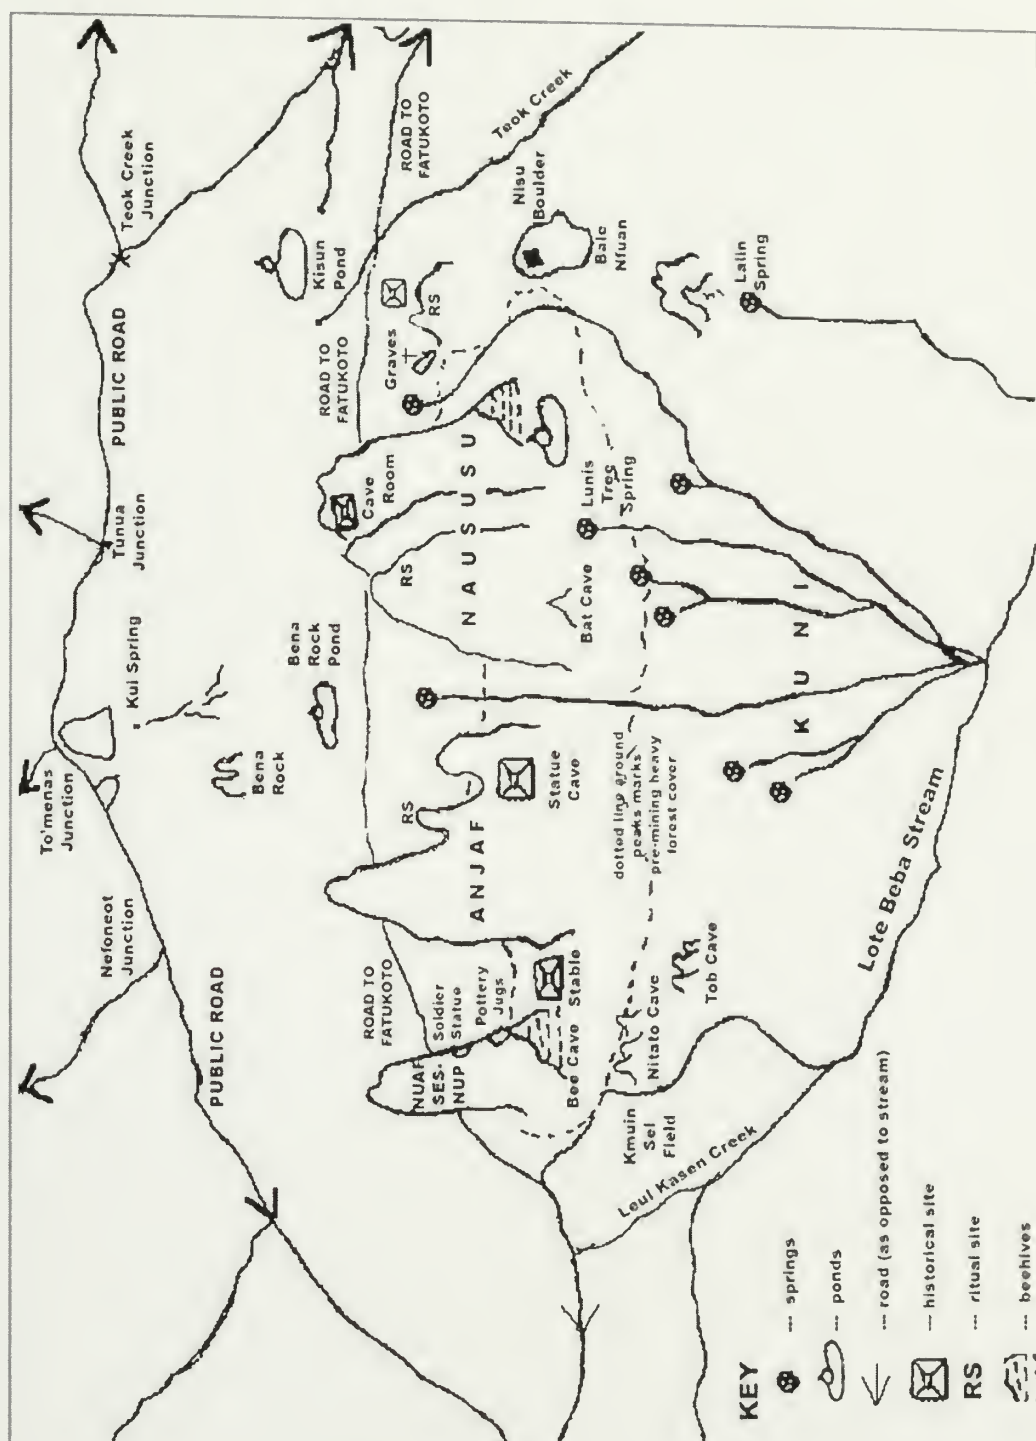 Nefoneot
Junction
To'menas
Junction
Kui Spring
Tunua
Junction
Teok Creek
Junction
PUBLIC ROAD
PUBLIC ROAD
Bena
Rock
Bena
Rock
Pond
Kisun
Pond
ROAD TO
FATUKOTO
ROAD TO
FATUKOTO
ROAD TO
FATUKOTO
NUAF
SES-
NUP
Soldier
Statue
Pottery
Jugs
RS
ANJAF
Statue
Cave
RS
NAUSUSU
Cave
Room
Graves
RS
Teok Creek
Nisu
Boulder
Bale
Nfuan
Bee Cave
Stable
Bat Cave
Lunis
Tree
Spring
Lalin
Spring
Kmuin
Sel
Field
Nitato Cave
Tob Cave
dotted line around
peaks marks
pre-mining heavy
forest cover
KUNI
Leul Kasen Creek
Lote Beba Stream
KEY
--- springs
--- ponds
--- road (as opposed to stream)
--- historical site
RS --- ritual site
--- beehives